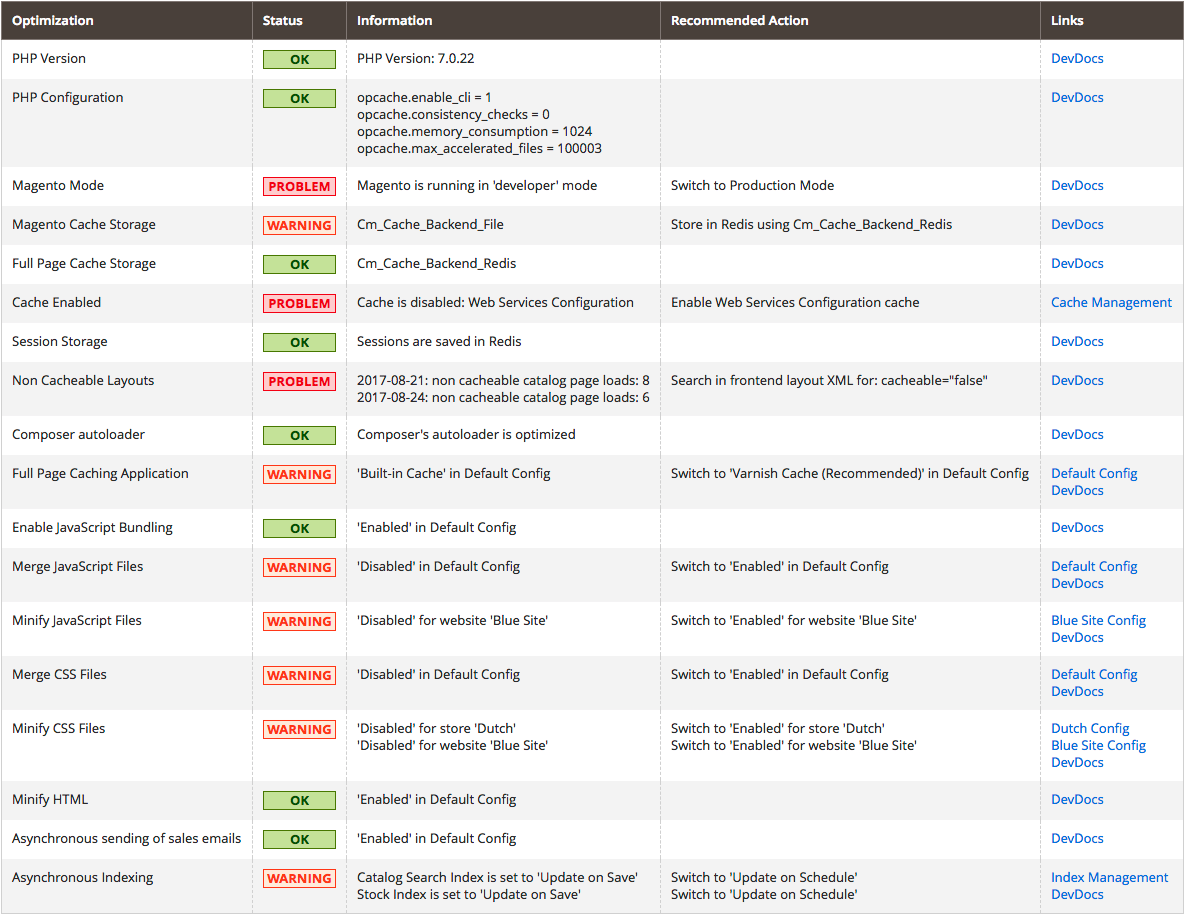 Optimization Status Information Recommended Action Links
PHP Version OK PHP Version: 7.0.22 DevDocs
PHP Configuration OK opcache.enable_cli = 1 DevDocs
opcache.consistency_checks = 0
opcache.memory_consumption = 1024
opcache.max_accelerated_files = 100003
Magento Mode PROBLEM Magento is running in 'developer' mode Switch to Production Mode DevDocs
Magento Cache Storage WARNING Cm_Cache_Backend_File Store in Redis using Cm_Cache_Backend_Redis DevDocs
Full Page Cache Storage OK Cm_Cache_Backend_Redis DevDocs
Cache Enabled PROBLEM Cache is disabled: Web Services Configuration Enable Web Services Configuration cache Cache Management
Session Storage OK Sessions are saved in Redis DevDocs
Non Cacheable Layouts PROBLEM 2017-08-21: non cacheable catalog page loads: 8 Search in frontend layout XML for: cacheable="false" DevDocs
2017-08-24: non cacheable catalog page loads: 6
Composer autoloader OK Composer's autoloader is optimized DevDocs
Full Page Caching Application WARNING 'Built-in Cache' in Default Config Switch to 'Varnish Cache (Recommended)' in Default Config Default Config
DevDocs
Enable JavaScript Bundling OK 'Enabled' in Default Config DevDocs
Merge JavaScript Files WARNING 'Disabled' in Default Config Switch to 'Enabled' in Default Config Default Config
DevDocs
Minify JavaScript Files WARNING 'Disabled' for website 'Blue Site' Switch to 'Enabled' for website 'Blue Site' Blue Site Config
DevDocs
Merge CSS Files WARNING 'Disabled' in Default Config Switch to 'Enabled' in Default Config Default Config
DevDocs
Minify CSS Files WARNING 'Disabled' for store 'Dutch' Switch to 'Enabled' for store 'Dutch' Dutch Config
'Disabled' for website 'Blue Site' Switch to 'Enabled' for website 'Blue Site' Blue Site Config
DevDocs
Minify HTML OK 'Enabled' in Default Config DevDocs
Asynchronous sending of sales emails OK 'Enabled' in Default Config DevDocs
Asynchronous Indexing WARNING Catalog Search Index is set to 'Update on Save' Switch to 'Update on Schedule' Index Management
Stock Index is set to 'Update on Save' Switch to 'Update on Schedule' DevDocs